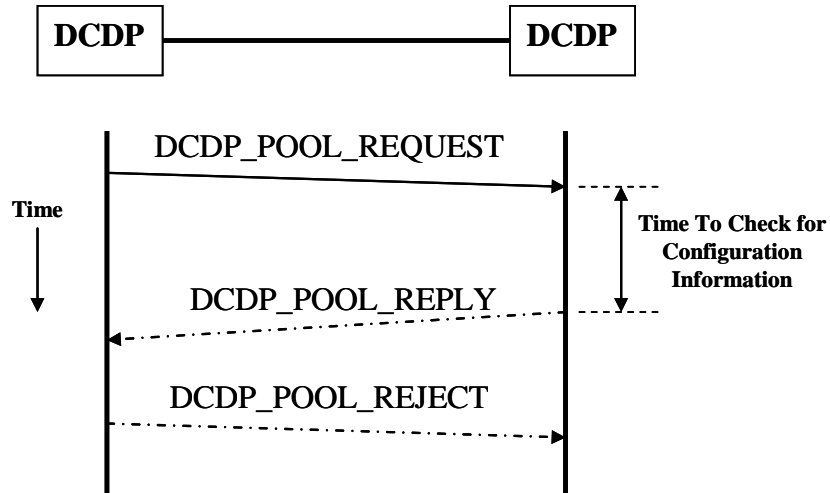 DCDP
DCDP
DCDP_POOL_REQUEST
Time
Time To Check for
Configuration
Information
DCDP_POOL_REPLY
DCDP_POOL_REJECT